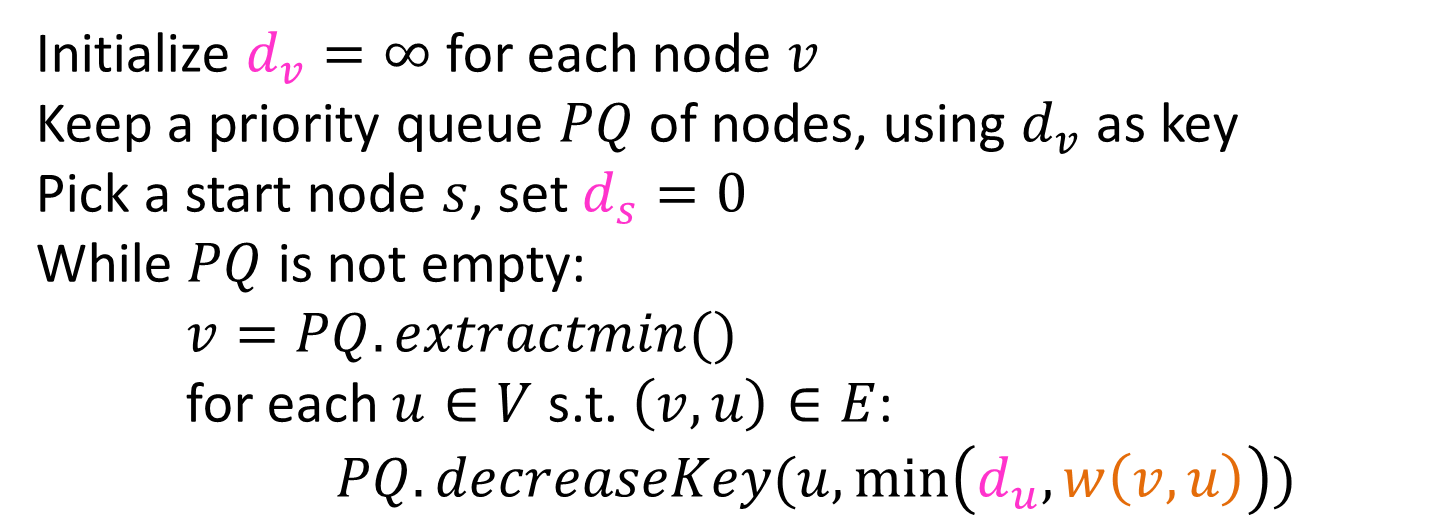 Initialize d_v = ∞ for each node v
Keep a priority queue PQ of nodes, using d_v as key
Pick a start node s, set d_s = 0
While PQ is not empty:
v = PQ.extractmin()
for each u ∈ V s.t. (v, u) ∈ E:
PQ.decreaseKey(u, min(d_u, w(v, u)))